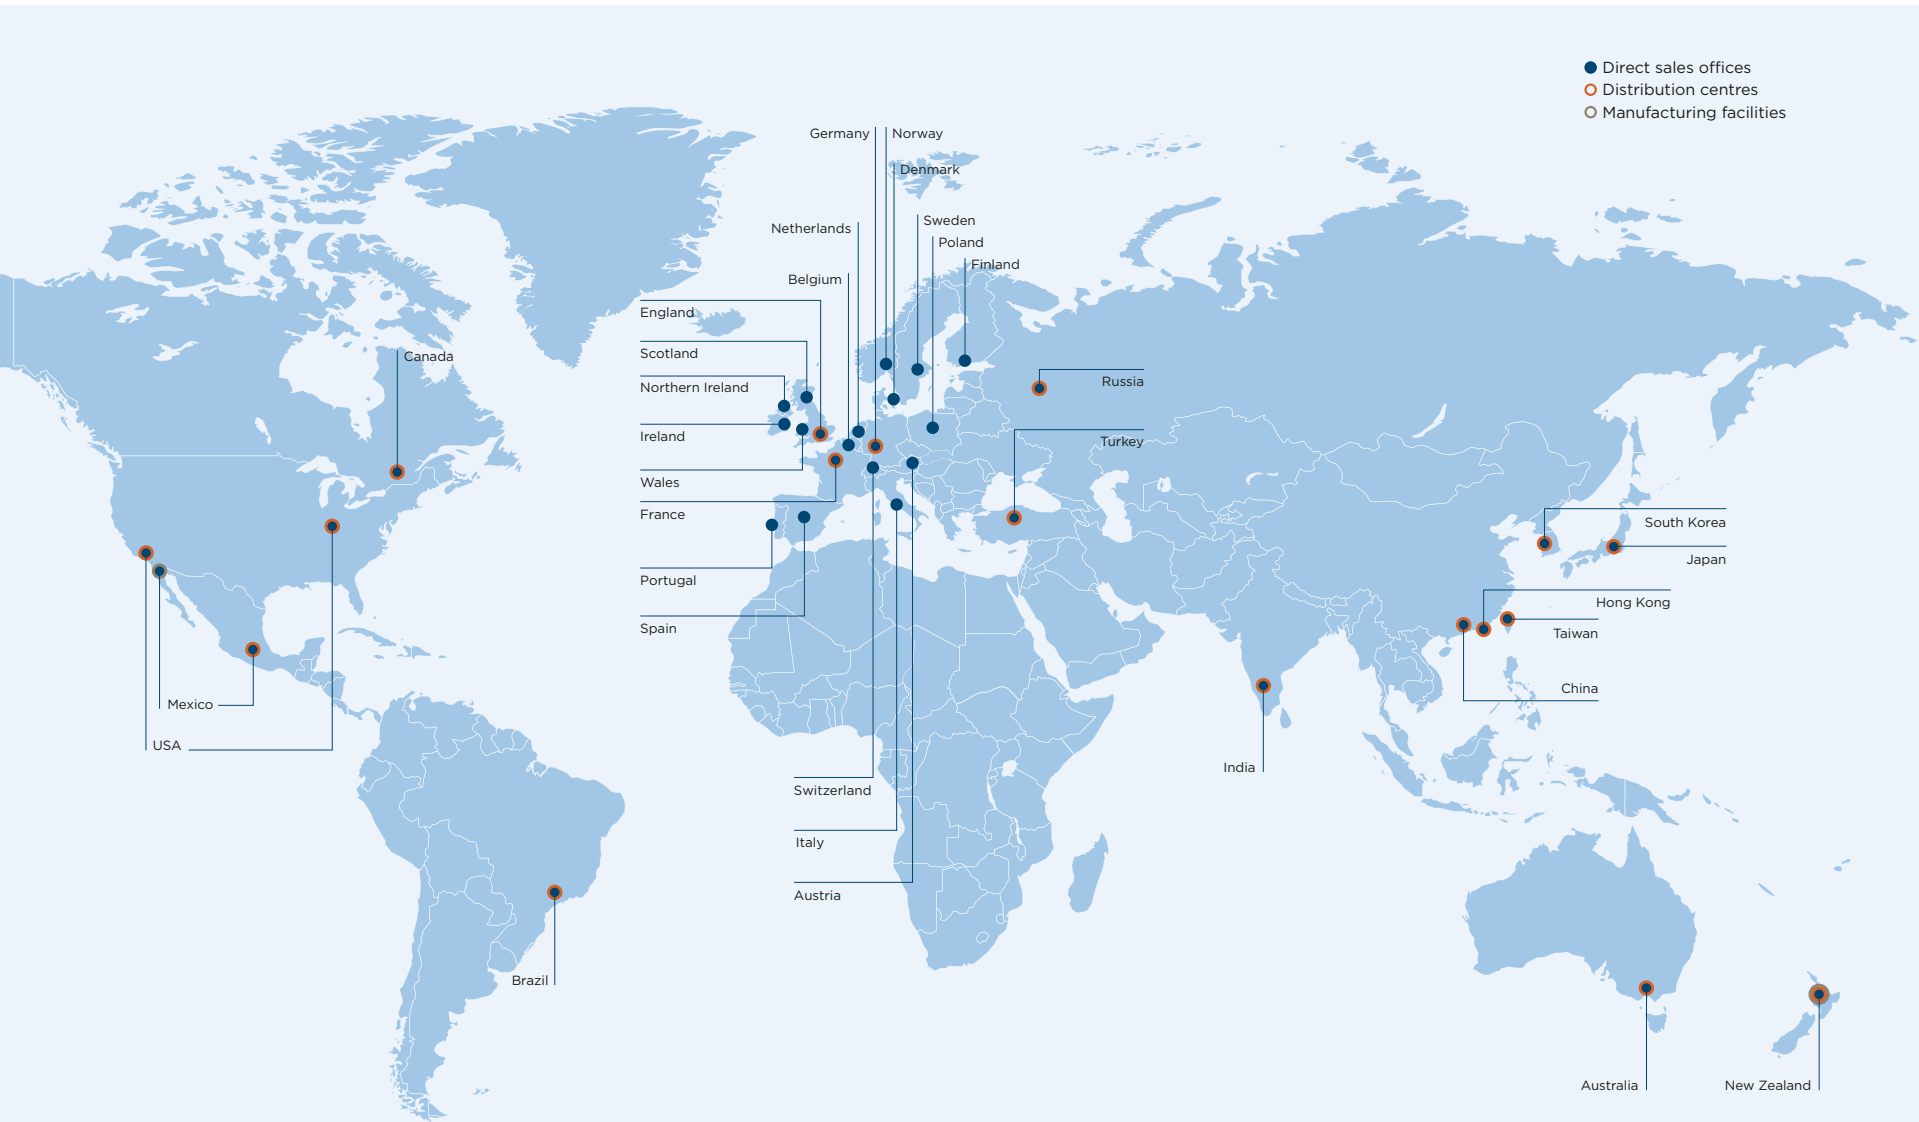 Direct sales offices
Distribution centres
Manufacturing facilities
Germany
Norway
Denmark
Netherlands
Sweden
Poland
Finland
Belgium
England
Scotland
Canada
Northern Ireland
Russia
Ireland
Turkey
Wales
France
South Korea
Japan
Portugal
Hong Kong
Spain
Taiwan
China
Mexico
USA
India
Switzerland
Italy
Austria
Brazil
Australia
New Zealand